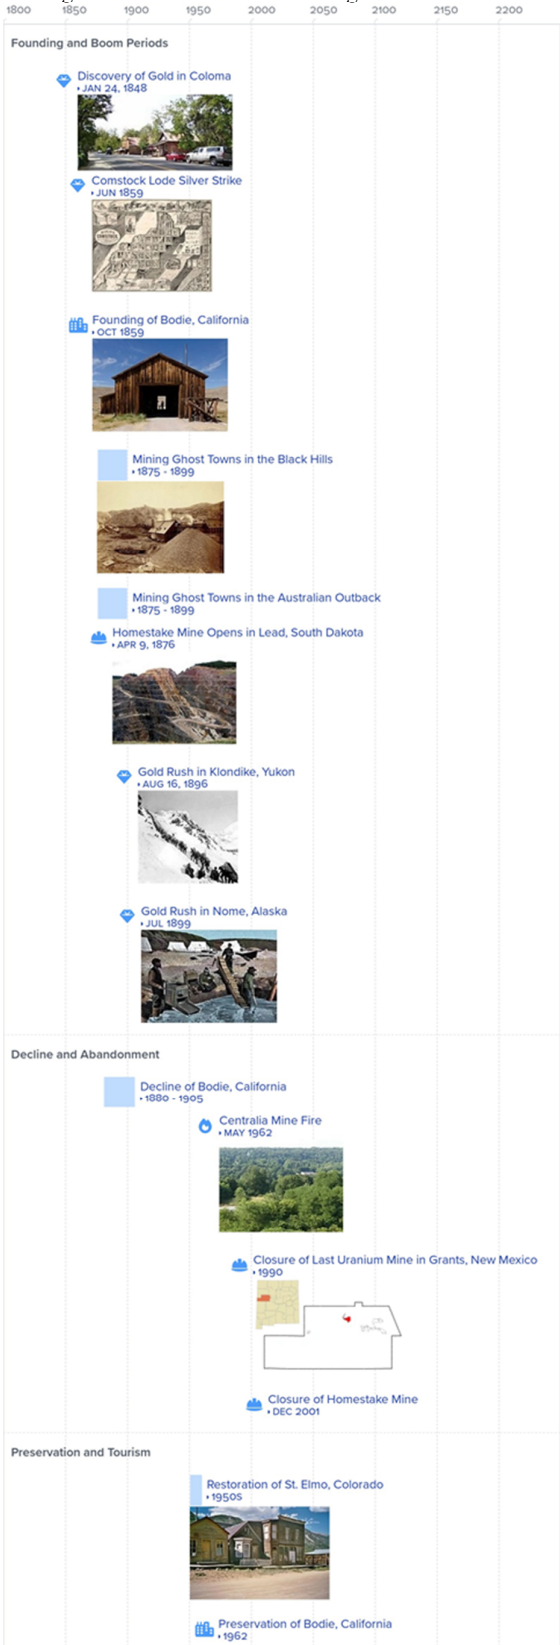 1800 1850 1900 1950 2000 2050 2100 2150 2200
Founding and Boom Periods
Discovery of Gold in Coloma
• JAN 24, 1848
Comstock Lode Silver Strike
• JUN 1859
Founding of Bodie, California
• OCT 1859
Mining Ghost Towns in the Black Hills
• 1875 - 1899
Mining Ghost Towns in the Australian Outback
• 1875 - 1899
Homestake Mine Opens in Lead, South Dakota
• APR 9, 1876
Gold Rush in Klondike, Yukon
• AUG 16, 1896
Gold Rush in Nome, Alaska
• JUL 1899
Decline and Abandonment
Decline of Bodie, California
• 1880 - 1905
Centralia Mine Fire
• MAY 1962
Closure of Last Uranium Mine in Grants, New Mexico
• 1990
Closure of Homestake Mine
• DEC 2001
Preservation and Tourism
Restoration of St. Elmo, Colorado
• 1950S
Preservation of Bodie, California
• 1962